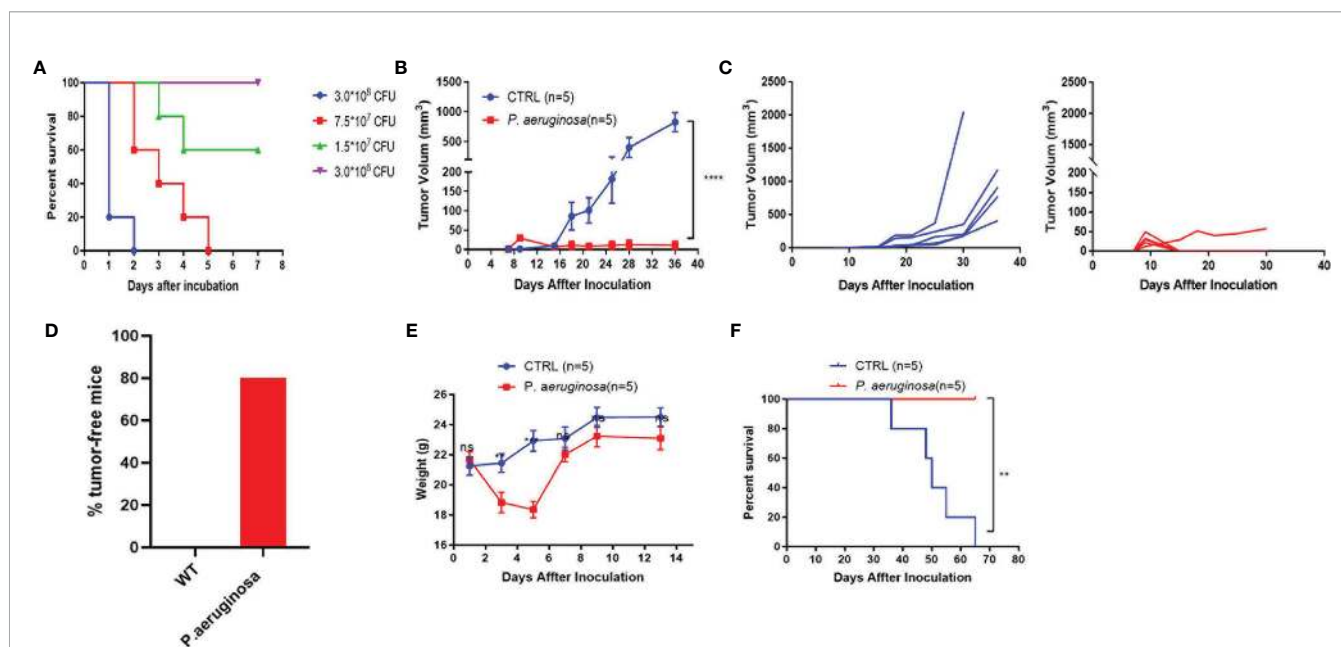 A
100
80
60
40
20
0
Percent survival
0 1 2 3 4 5 6 7 8
Days after incubation
3.0*10⁸ CFU
7.5*10⁷ CFU
1.5*10⁷ CFU
3.0*10⁶ CFU
B
1500
1000
500
200
150
100
50
0
Tumor Volum (mm³)
0 4 8 12 16 20 24 28 32 36 40
Days Affter Inoculation
CTRL (n=5)
P. aeruginosa(n=5)
****
C
2500
2000
1500
1000
500
0
Tumor Volum (mm³)
0 10 20 30 40
Days Affter Inoculation
2500
2000
1500
1000
500
200
150
100
50
0
Tumor Volum (mm³)
0 10 20 30 40
Days Affter Inoculation
D
100
80
60
40
20
0
% tumor-free mice
WT
P.aeruginosa
E
CTRL (n=5)
P. aeruginosa(n=5)
26
24
22
20
18
16
Weight (g)
ns
ns
ns
ns
0 2 4 6 8 10 12 14
Days Affter Inoculation
F
CTRL (n=5)
P. aeruginosa(n=5)
100
80
60
40
20
0
Percent survival
0 10 20 30 40 50 60 70 80
Days Affter Inoculation
**